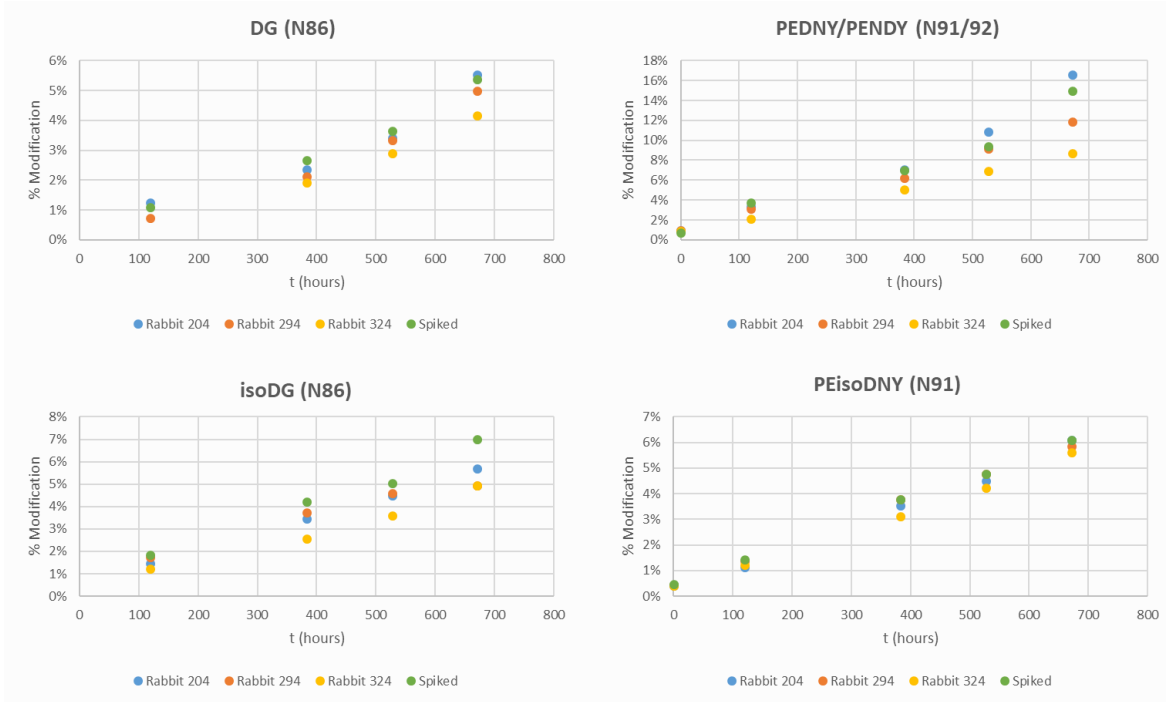 DG (N86)
% Modification
6%
5%
4%
3%
2%
1%
0%
0 100 200 300 400 500 600 700 800
t (hours)
Rabbit 204 Rabbit 294 Rabbit 324 Spiked
PEDNY/PENDY (N91/92)
% Modification
18%
16%
14%
12%
10%
8%
6%
4%
2%
0%
0 100 200 300 400 500 600 700 800
t (hours)
Rabbit 204 Rabbit 294 Rabbit 324 Spiked
isoDG (N86)
% Modification
8%
7%
6%
5%
4%
3%
2%
1%
0%
0 100 200 300 400 500 600 700 800
t (hours)
Rabbit 204 Rabbit 294 Rabbit 324 Spiked
PEisoDNY (N91)
% Modification
7%
6%
5%
4%
3%
2%
1%
0%
0 100 200 300 400 500 600 700 800
t (hours)
Rabbit 204 Rabbit 294 Rabbit 324 Spiked